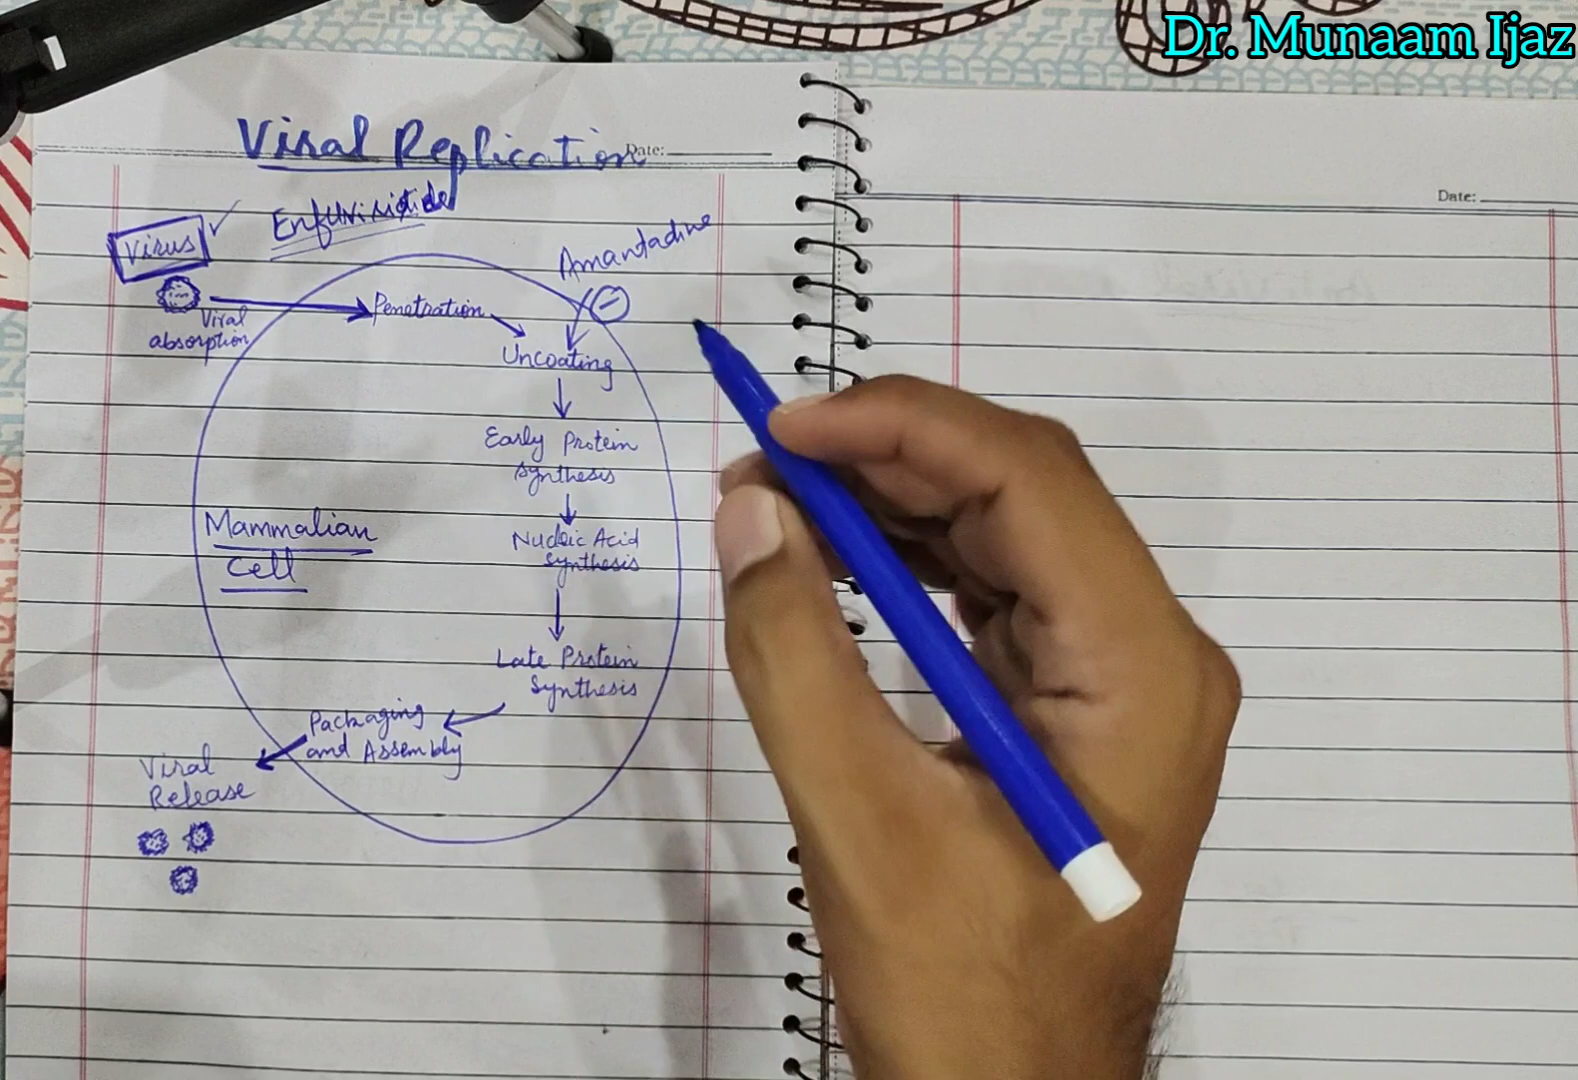 Dr. Munaam Ijaz
Viral Replication
Date:
Date:
Virus
Amantadine
Penetration
Viral
absorption
Uncoating
Early Protein
Synthesis
Mammalian
Cell
Nucleic Acid
Synthesis
Late Protein
Synthesis
Packaging
and Assembly
Viral
Release